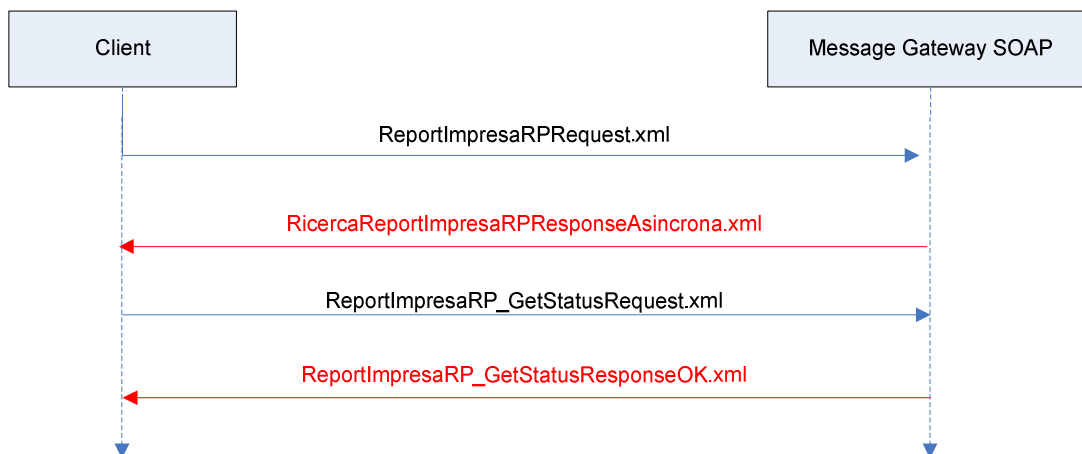 Client
Message Gateway SOAP
ReportImpresaRPRequest.xml
RicercaReportImpresaRPResponseAsincrona.xml
ReportImpresaRP_GetStatusRequest.xml
ReportImpresaRP_GetStatusResponseOK.xml